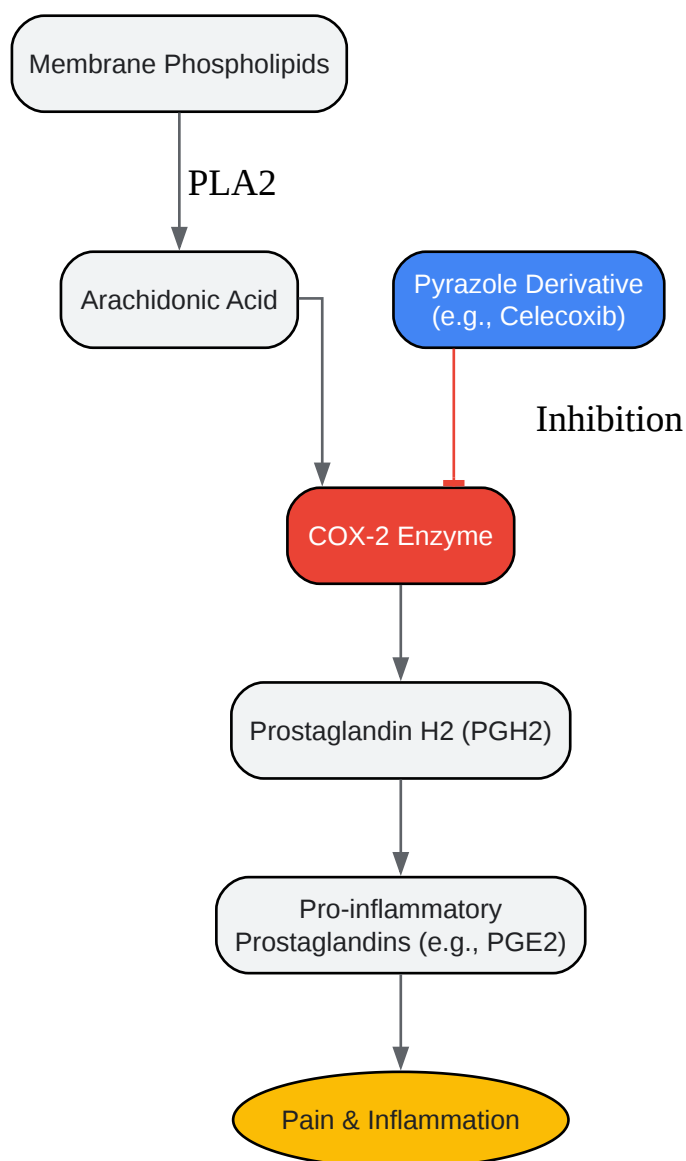 Membrane Phospholipids
PLA2
Arachidonic Acid
Pyrazole Derivative
(e.g., Celecoxib)
Inhibition
COX-2 Enzyme
Prostaglandin H2 (PGH2)
Pro-inflammatory
Prostaglandins (e.g., PGE2)
Pain & Inflammation